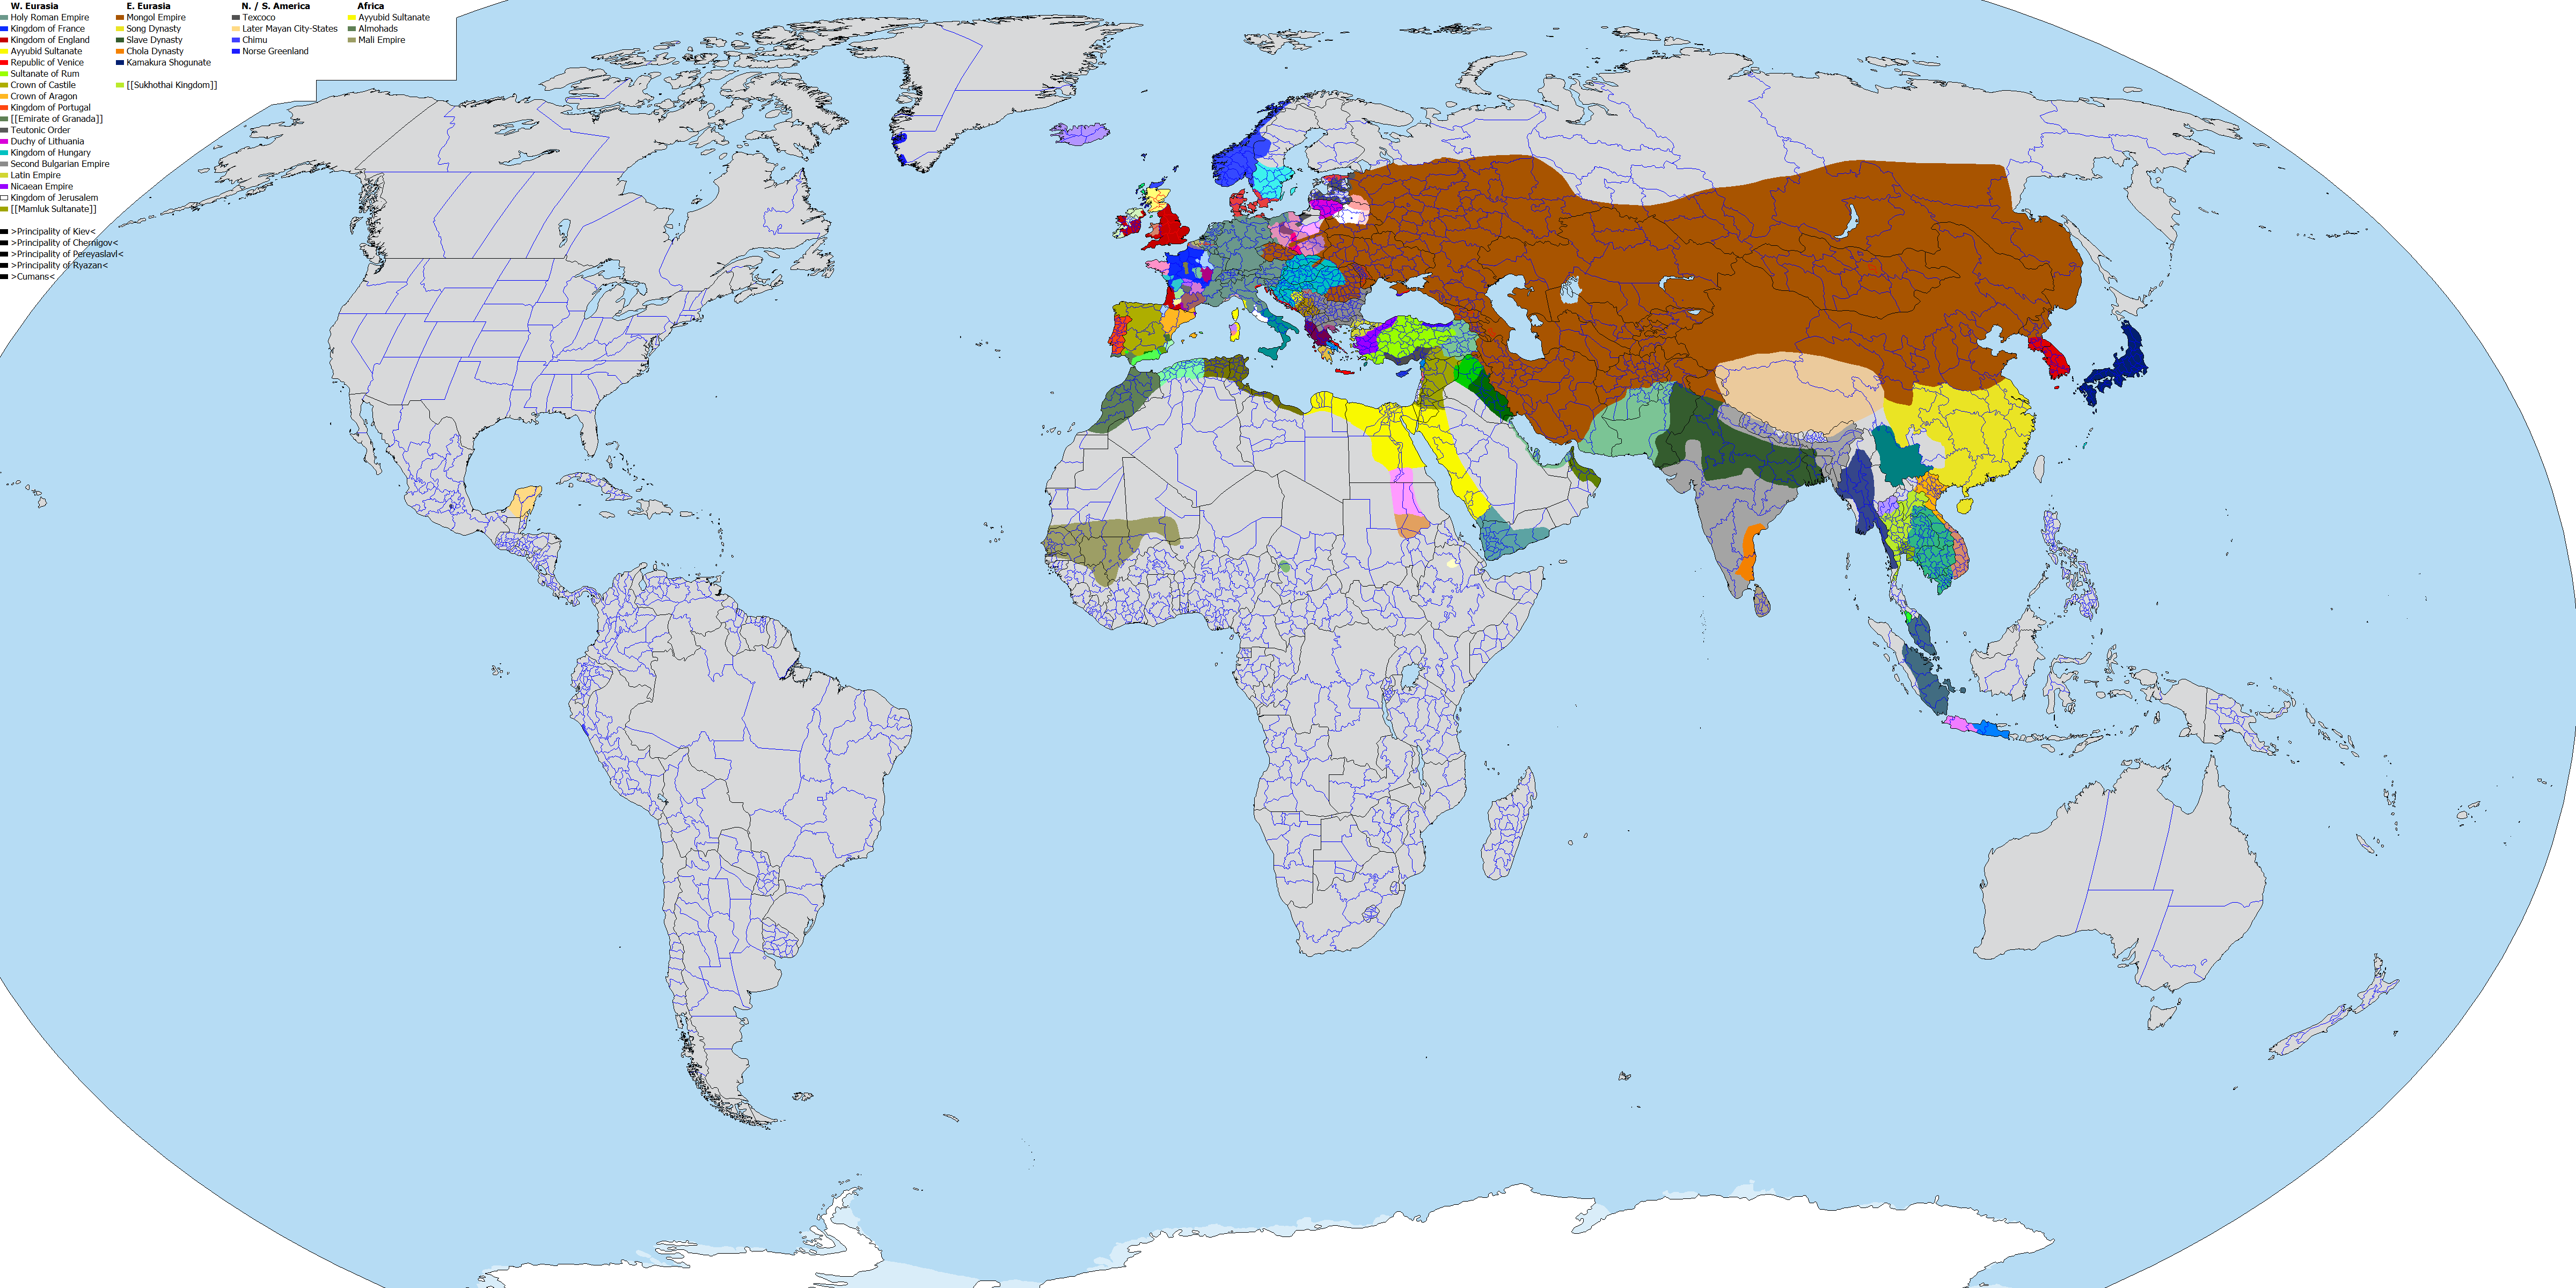 W. Eurasia
Holy Roman Empire
Kingdom of France
Kingdom of England
Ayyubid Sultanate
Republic of Venice
Sultanate of Rum
Crown of Castile
Crown of Aragon
Kingdom of Portugal
[[Emirate of Granada]]
Teutonic Order
Duchy of Lithuania
Kingdom of Hungary
Second Bulgarian Empire
Latin Empire
Nicaean Empire
Kingdom of Jerusalem
[[Mamluk Sultanate]]
>Principality of Kiev<
>Principality of Chernigov<
>Principality of Pereyaslavl<
>Principality of Ryazan<
>Cumans<
E. Eurasia
Mongol Empire
Song Dynasty
Slave Dynasty
Chola Dynasty
Kamakura Shogunate
[[Sukhothai Kingdom]]
N. / S. America
Texcoco
Later Mayan City-States
Chimu
Norse Greenland
Africa
Ayyubid Sultanate
Almohads
Mali Empire